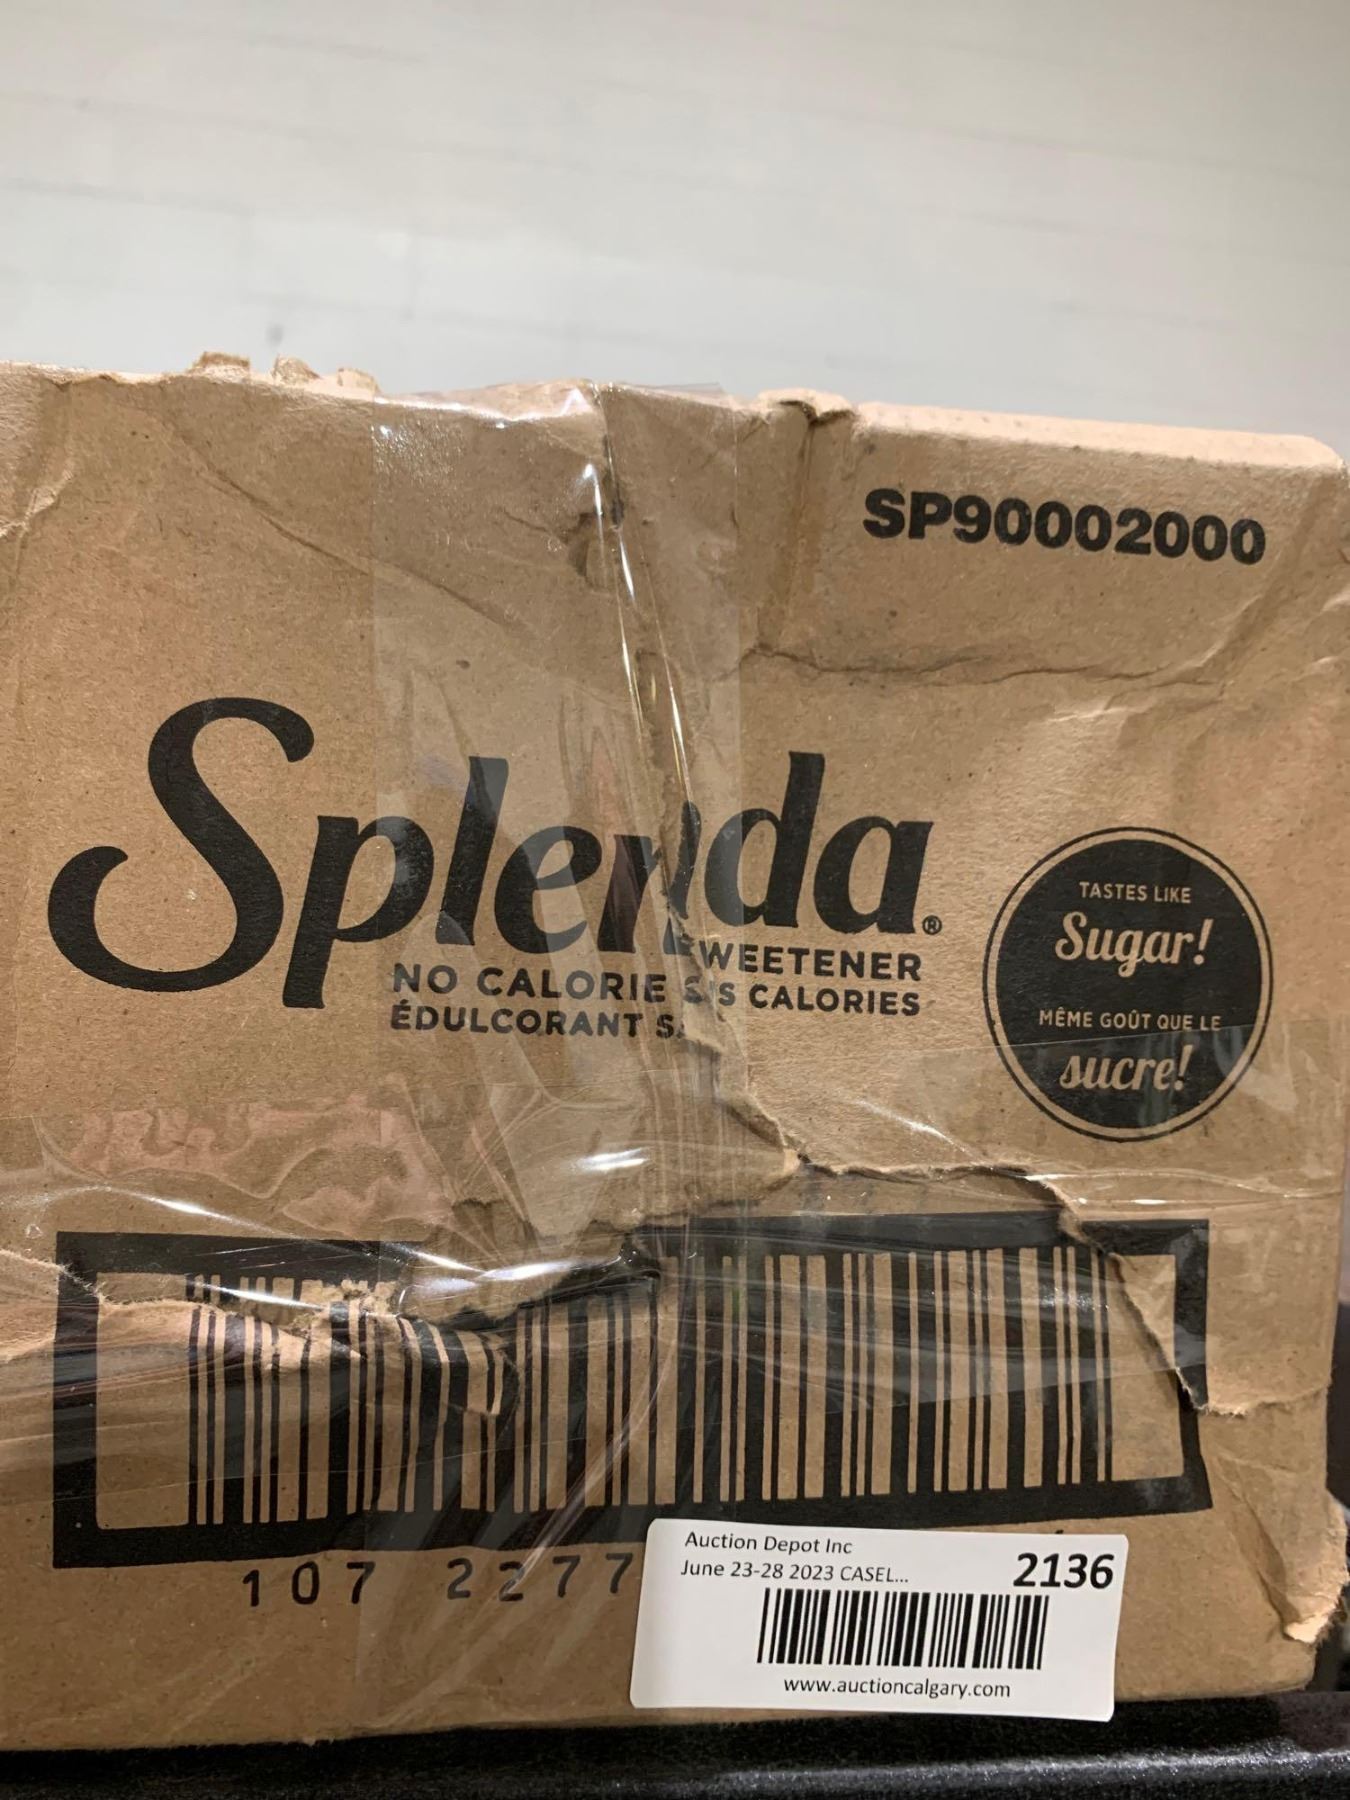 SP90002000
Splenda®
NO CALORIE SWEETENER
ÉDULCORANT SANS CALORIES
TASTES LIKE
Sugar!
MÊME GOÛT QUE LE
sucre!
107 2277
Auction Depot Inc
June 23-28 2023 CASEL...
2136
www.auctioncalgary.com